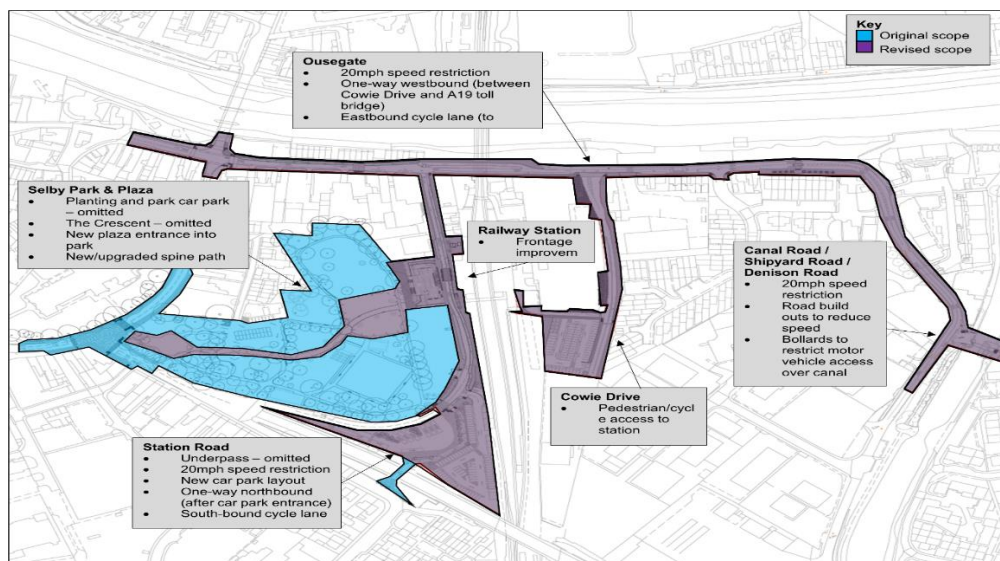 Key
Original scope
Revised scope
Ousegate
• 20mph speed restriction
• One-way westbound (between
Cowie Drive and A19 toll
bridge)
• Eastbound cycle lane (to
Selby Park & Plaza
• Planting and park car park
– omitted
• The Crescent – omitted
• New plaza entrance into
park
• New/upgraded spine path
Railway Station
• Frontage
improvem
Canal Road /
Shipyard Road /
Denison Road
• 20mph speed
restriction
• Road build
outs to reduce
speed
• Bollards to
restrict motor
vehicle access
over canal
Cowie Drive
• Pedestrian/cycl
e access to
station
Station Road
• Underpass – omitted
• 20mph speed restriction
• New car park layout
• One-way northbound
(after car park entrance)
• South-bound cycle lane